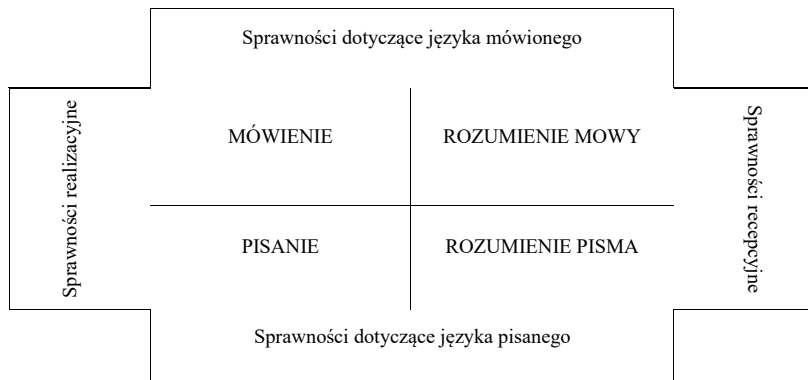 Sprawności dotyczące języka mówionego
Sprawności realizacyjne
MÓWIENIE
ROZUMIENIE MOWY
Sprawności recepcyjne
PISANIE
ROZUMIENIE PISMA
Sprawności dotyczące języka pisanego